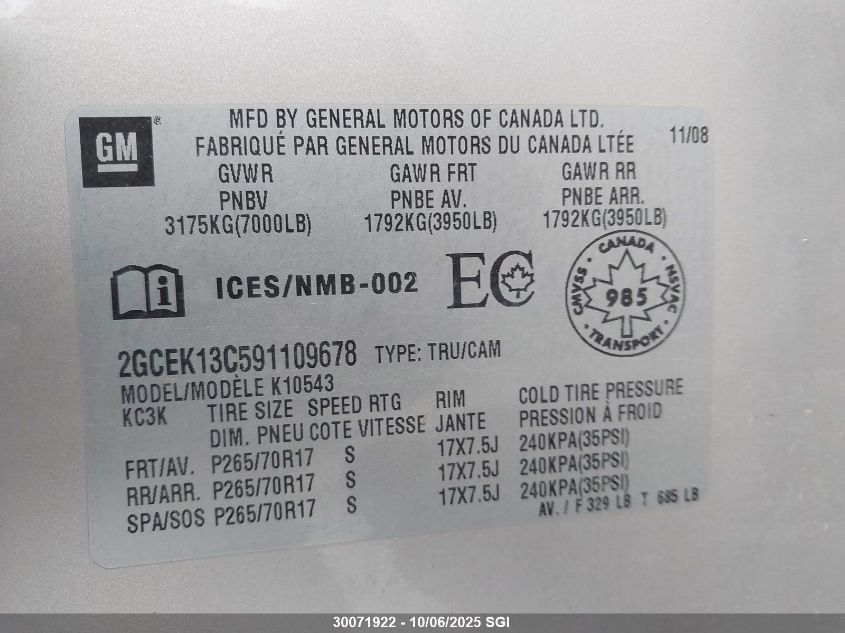 GM
®
MFD BY GENERAL MOTORS OF CANADA LTD.
FABRIQUÉ PAR GENERAL MOTORS DU CANADA LTÉE
11/08
GVWR GAWR FRT GAWR RR
PNBV PNBE AV. PNBE ARR.
3175KG(7000LB) 1792KG(3950LB) 1792KG(3950LB)
i
ICES/NMB-002
EC
CANADA
CMVSS
985
NSVAC
TRANSPORT
2GCEK13C591109678 TYPE: TRU/CAM
MODEL/MODÈLE K10543
KC3K TIRE SIZE SPEED RTG RIM COLD TIRE PRESSURE
DIM. PNEU COTE VITESSE JANTE PRESSION À FROID
FRT/AV. P265/70R17 S 17X7.5J 240KPA(35PSI)
RR/ARR. P265/70R17 S 17X7.5J 240KPA(35PSI)
SPA/SOS P265/70R17 S 17X7.5J 240KPA(35PSI)
AV. / F 329 LB T 685 LB
30071922 - 10/06/2025 SGI